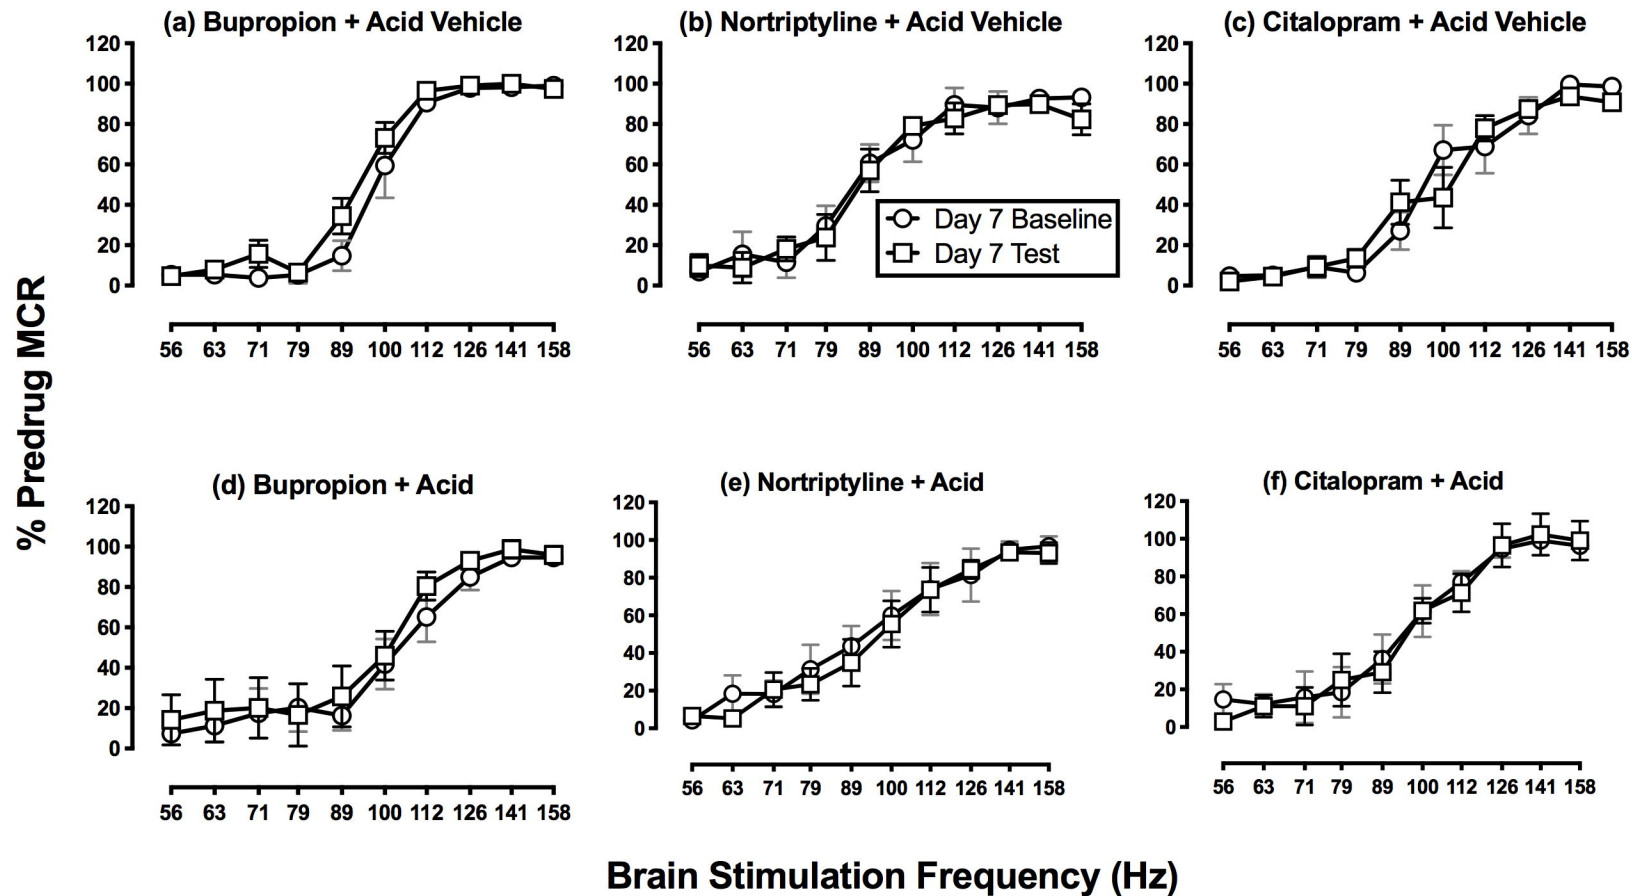 % Predrug MCR
(a) Bupropion + Acid Vehicle
120
100
80
60
40
20
0
56 63 71 79 89 100 112 126 141 158
(b) Nortriptyline + Acid Vehicle
120
100
80
60
40
20
0
Day 7 Baseline
Day 7 Test
56 63 71 79 89 100 112 126 141 158
(c) Citalopram + Acid Vehicle
120
100
80
60
40
20
0
56 63 71 79 89 100 112 126 141 158
(d) Bupropion + Acid
120
100
80
60
40
20
0
56 63 71 79 89 100 112 126 141 158
(e) Nortriptyline + Acid
120
100
80
60
40
20
0
56 63 71 79 89 100 112 126 141 158
(f) Citalopram + Acid
120
100
80
60
40
20
0
56 63 71 79 89 100 112 126 141 158
Brain Stimulation Frequency (Hz)